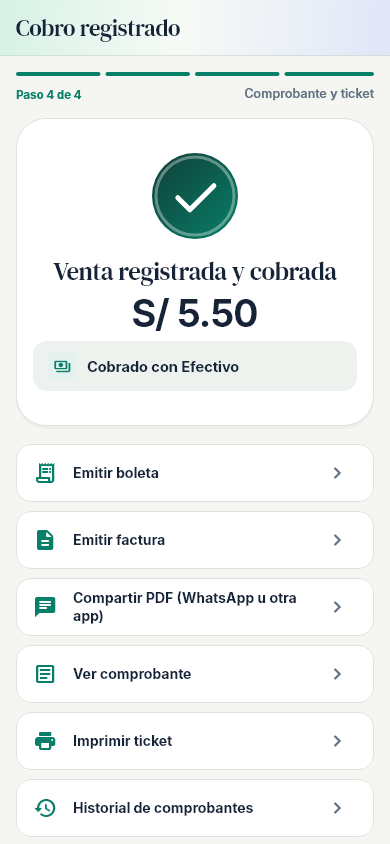 Cobro registrado
Paso 4 de 4
Comprobante y ticket
Venta registrada y cobrada
S/ 5.50
Cobrado con Efectivo
Emitir boleta
Emitir factura
Compartir PDF (WhatsApp u otra
app)
Ver comprobante
Imprimir ticket
Historial de comprobantes